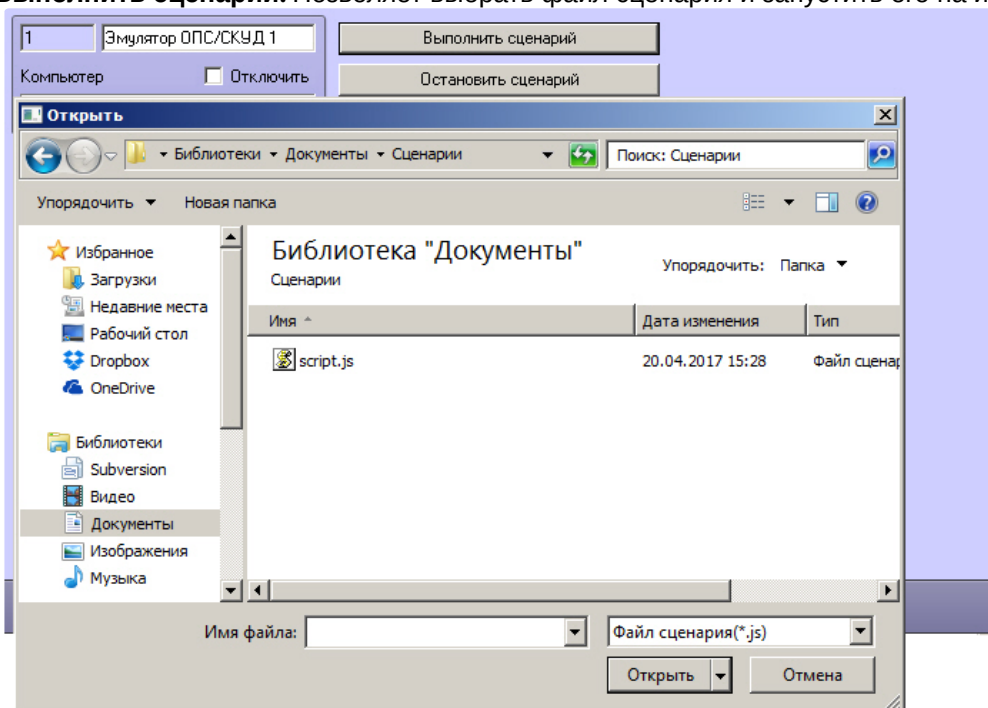 Выполнить сценарий. Позволяет выбрать файл сценария и запустить его на
1 Эмулятор ОПС/СКУД 1 Выполнить сценарий
Компьютер Отключить Остановить сценарий
Открыть
Библиотеки Документы Сценарии Поиск: Сценарии
Упорядочить Новая папка
Избранное
Загрузки
Недавние места
Рабочий стол
Dropbox
OneDrive
Библиотеки
Subversion
Видео
Документы
Изображения
Музыка
Библиотека "Документы"
Сценарии
Упорядочить: Папка
Имя Дата изменения Тип
script.js 20.04.2017 15:28 Файл сценар
Имя файла: Файл сценария(*.js)
Открыть Отмена